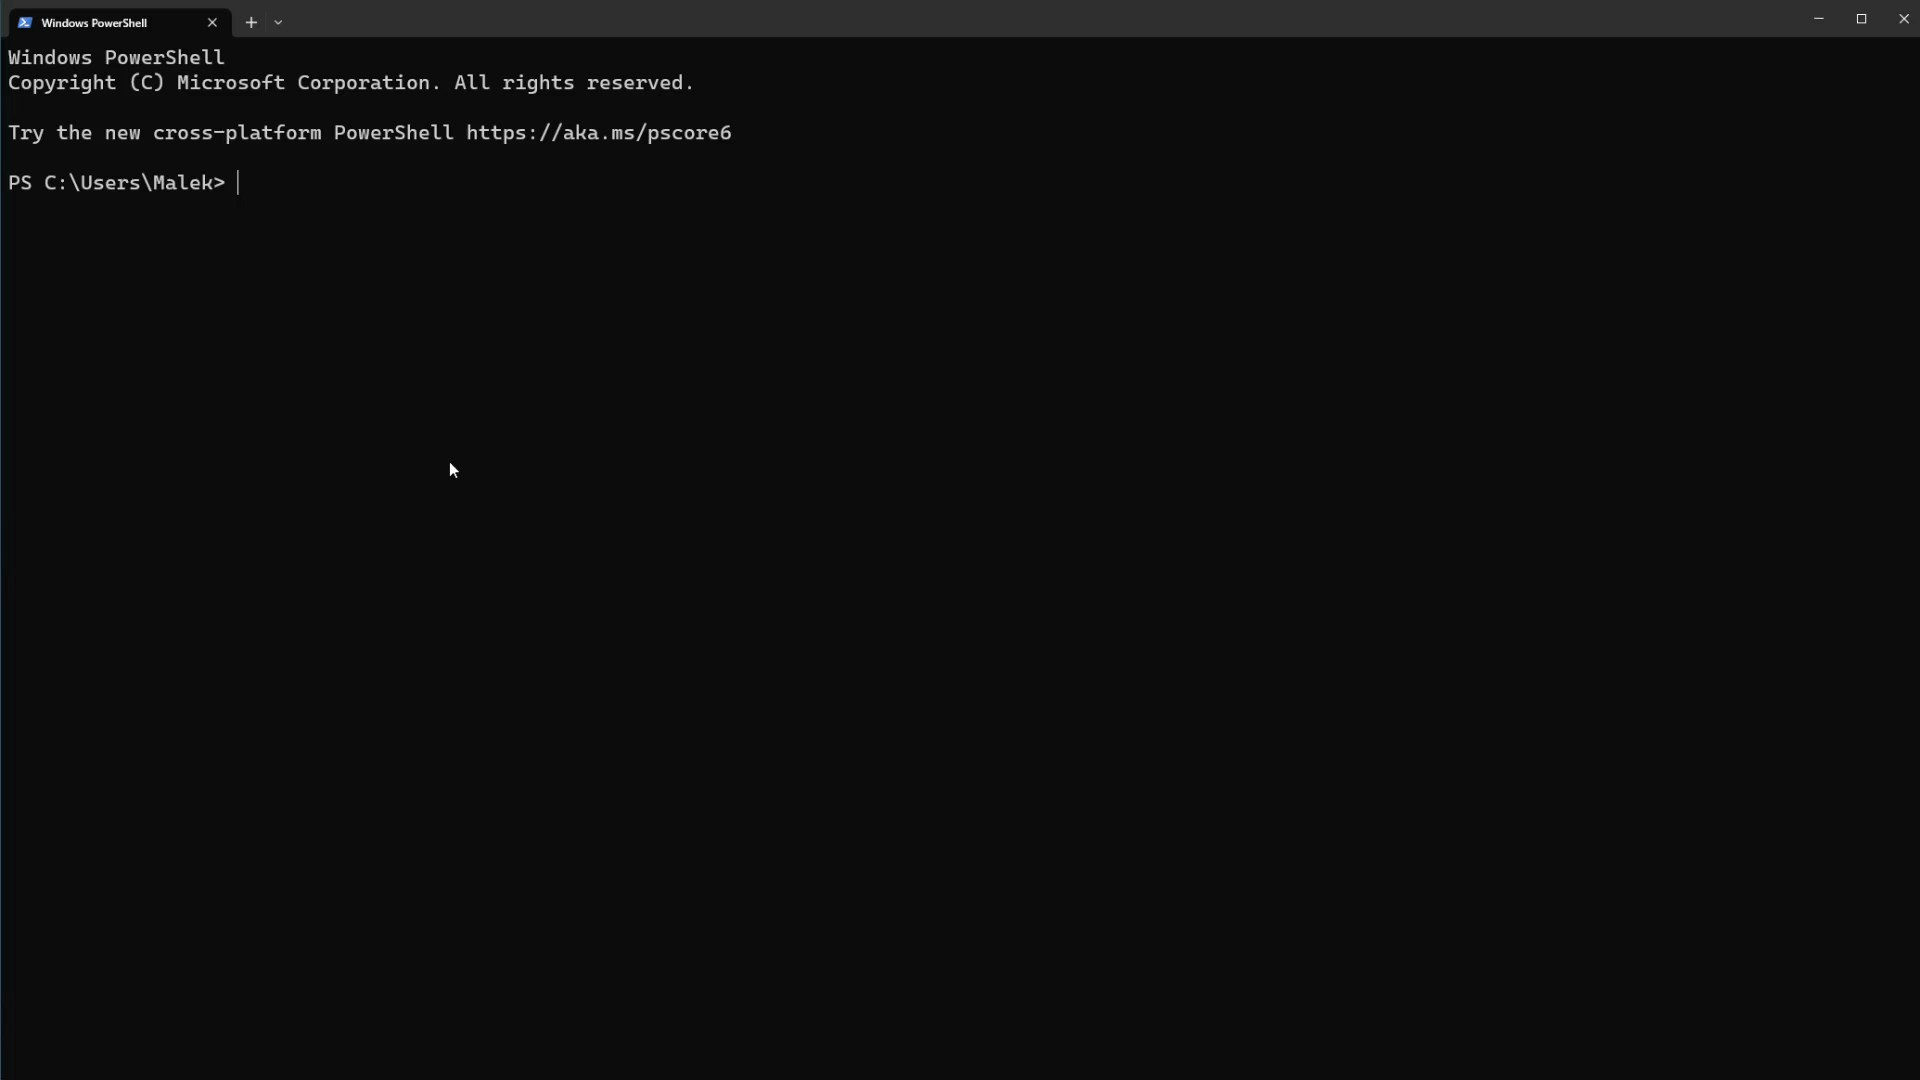 Windows PowerShell
Windows PowerShell
Copyright (C) Microsoft Corporation. All rights reserved.
Try the new cross-platform PowerShell https://aka.ms/pscore6
PS C:\Users\Malek>